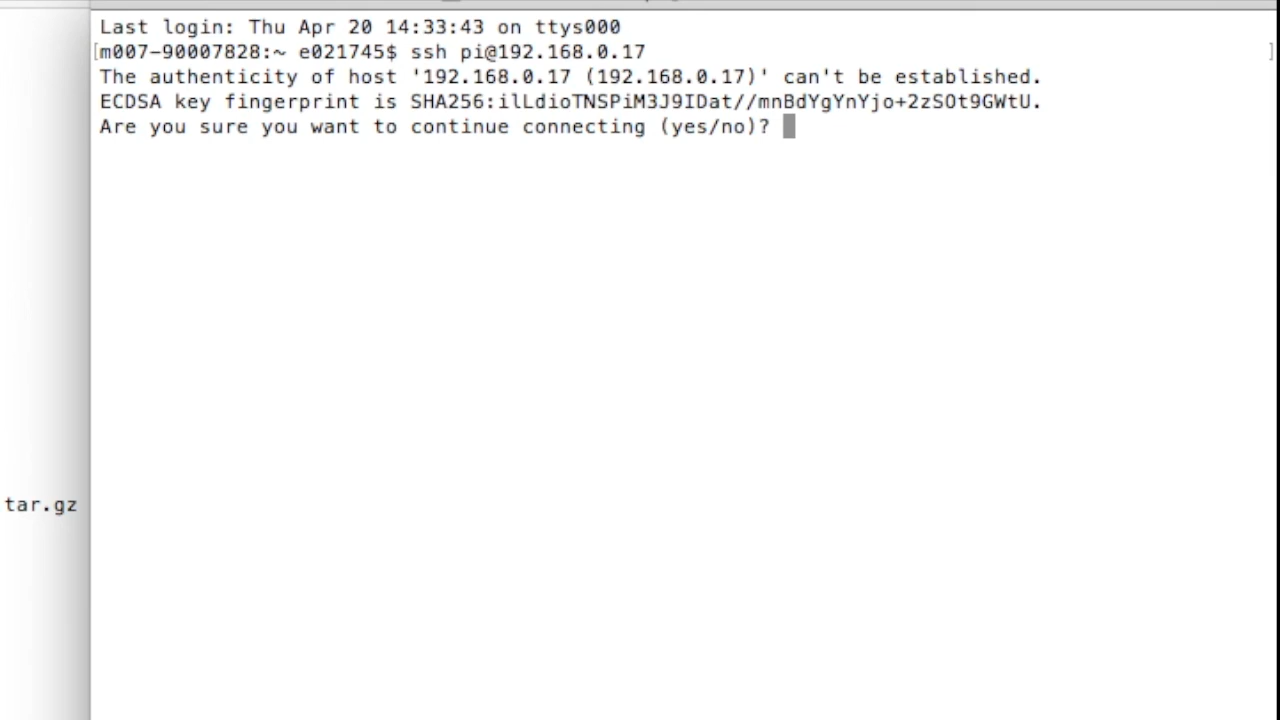 Last login: Thu Apr 20 14:33:43 on ttys000
[m007-90007828:~ e021745$ ssh pi@192.168.0.17 ]
The authenticity of host '192.168.0.17 (192.168.0.17)' can't be established.
ECDSA key fingerprint is SHA256:ilLdioTNSPiM3J9IDat//mnBdYgYnYjo+2zSOt9GWtU.
Are you sure you want to continue connecting (yes/no)?
tar.gz